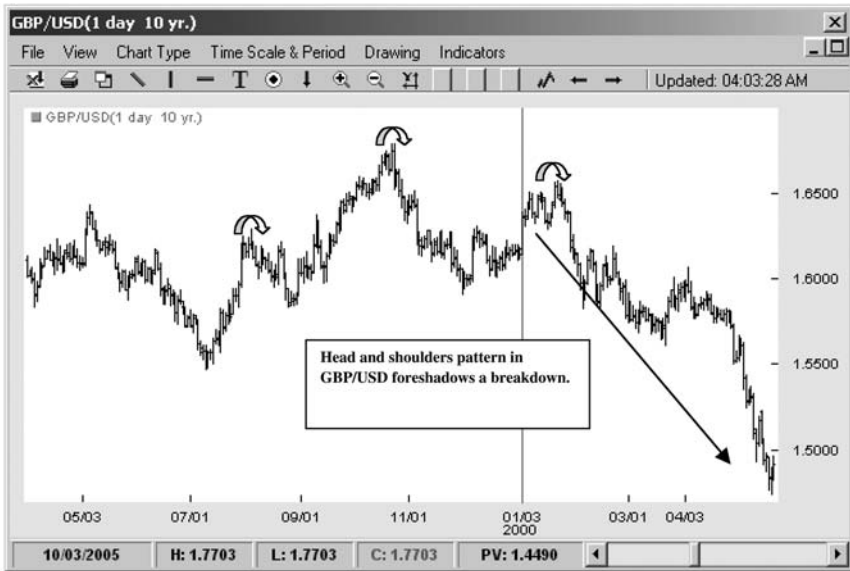 GBP/USD(1 day 10 yr.)
File View Chart Type Time Scale & Period Drawing Indicators
T Updated: 04:03:28 AM
GBP/USD(1 day 10 yr.)
1.6500
1.6000
1.5500
1.5000
Head and shoulders pattern in
GBP/USD foreshadows a breakdown.
05/03 07/01 09/01 11/01 01/03 03/01 04/03
2000
10/03/2005 H: 1.7703 L: 1.7703 C: 1.7703 PV: 1.4490